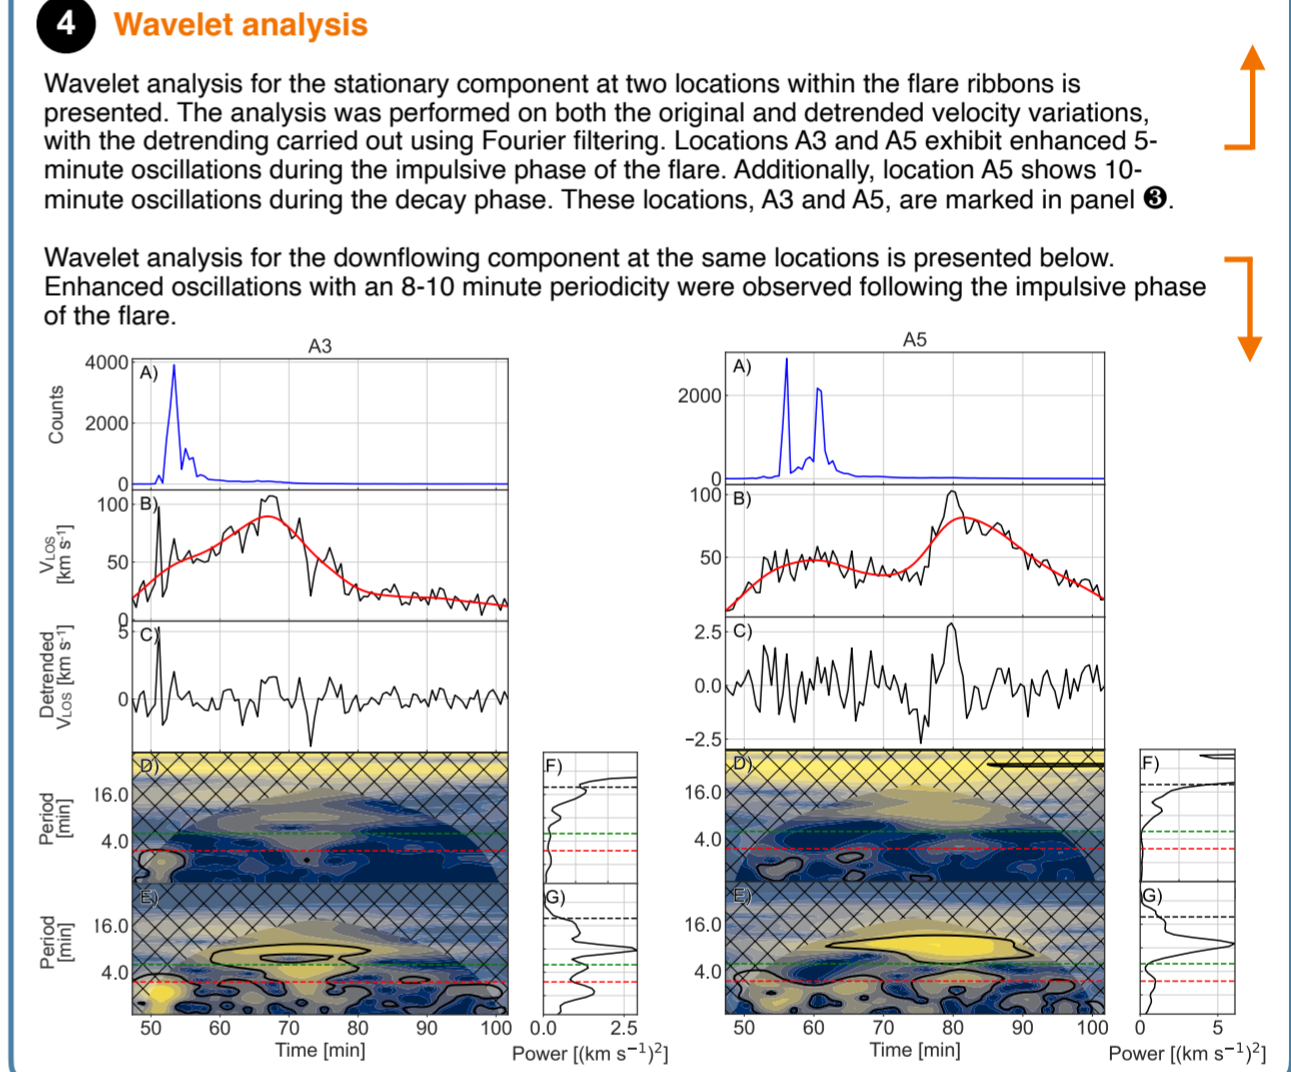 4 Wavelet analysis
Wavelet analysis for the stationary component at two locations within the flare ribbons is
presented. The analysis was performed on both the original and detrended velocity variations,
with the detrending carried out using Fourier filtering. Locations A3 and A5 exhibit enhanced 5-
minute oscillations during the impulsive phase of the flare. Additionally, location A5 shows 10-
minute oscillations during the decay phase. These locations, A3 and A5, are marked in panel ❸.
Wavelet analysis for the downflowing component at the same locations is presented below.
Enhanced oscillations with an 8-10 minute periodicity were observed following the impulsive phase
of the flare.
A3
A)
4000
2000
0
Counts
B)
100
50
0
V_LOS
[km s⁻¹]
C)
5
0
Detrended
V_LOS [km s⁻¹]
D)
16.0
4.0
Period
[min]
E)
16.0
4.0
Period
[min]
50 60 70 80 90 100
Time [min]
F)
G)
0.0 2.5
Power [(km s⁻¹)²]
A5
A)
2000
0
B)
100
50
C)
2.5
0.0
−2.5
D)
16.0
4.0
E)
16.0
4.0
50 60 70 80 90 100
Time [min]
F)
G)
0 5
Power [(km s⁻¹)²]